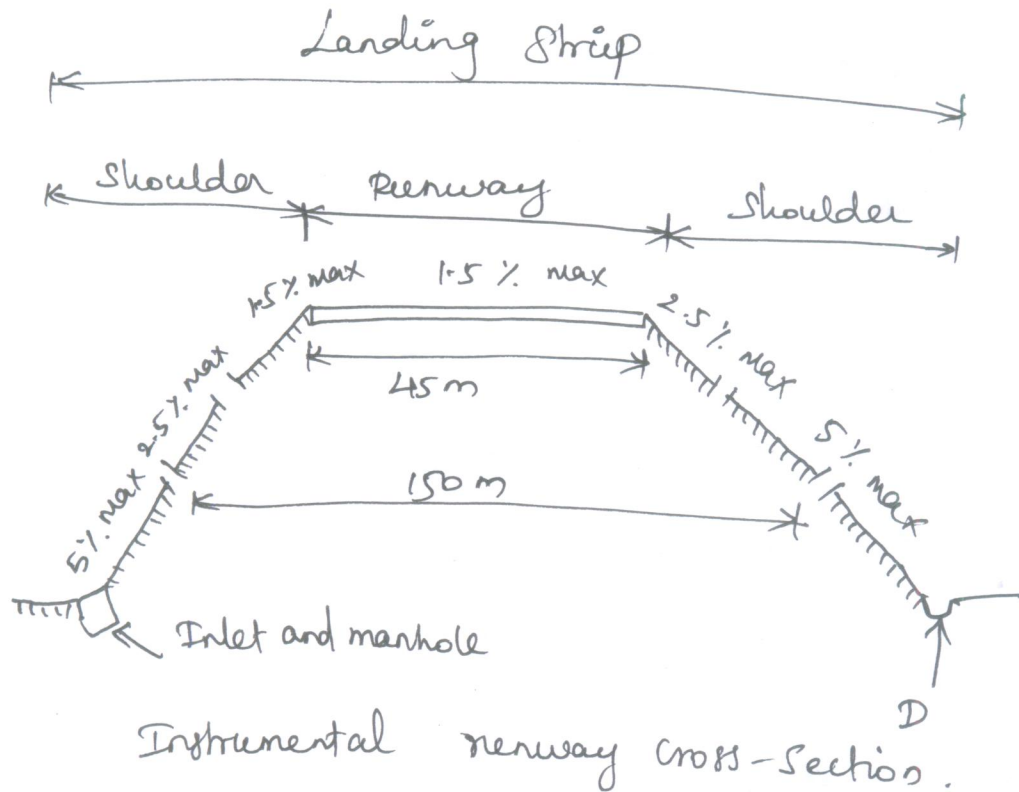 Landing Strip
Shoulder Runway Shoulder
1.5% max 1.5% max 2.5% max
2.5% max
45m
5% max
5% max
150m
Inlet and manhole
D
Instrumental runway cross-section.